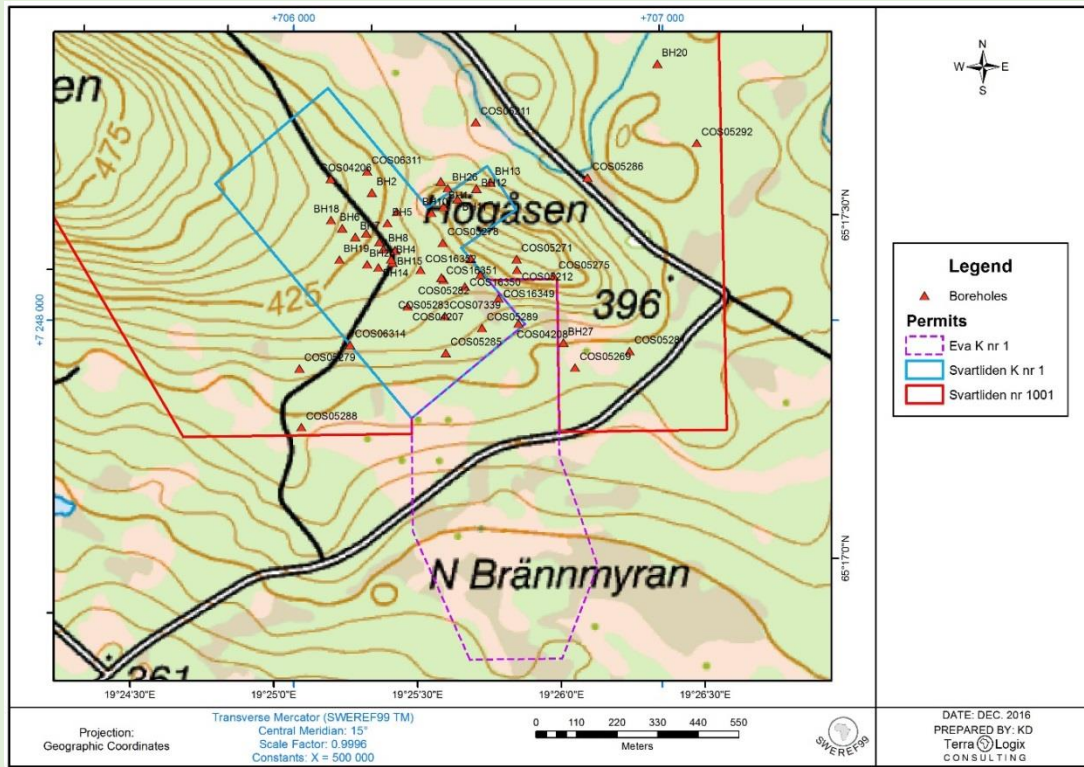 +706 000
+707 000
BH20
en
475
COS05211
COS05292
COS06311
COS04206
COS05286
BH26
BH13
BH2
BH12
BH5
BH10
Högåsen
BH18
BH6
BH7
COS05278
BH8
BH19
BH4
BH15
COS05271
BH14
COS16351
COS05275
COS05212
425
COS05282
COS16350
COS16349
396
COS05283
COS07339
COS04207
COS05289
COS04208
BH27
COS06314
COS05285
COS05269
COS05279
COS05288
N Brännmyran
361
+7 248 000
65°17'30"N
65°17'0"N
19°24'30"E
19°25'0"E
19°25'30"E
19°26'0"E
19°26'30"E
N
W
E
S
Legend
Boreholes
Permits
Eva K nr 1
Svartliden K nr 1
Svartliden nr 1001
Projection:
Geographic Coordinates
Transverse Mercator (SWEREF99 TM)
Central Meridian: 15°
Scale Factor: 0.9996
Constants: X = 500 000
0 110 220 330 440 550
Meters
SWEREF99
DATE: DEC. 2016
PREPARED BY: KD
Terra Logix
CONSULTING